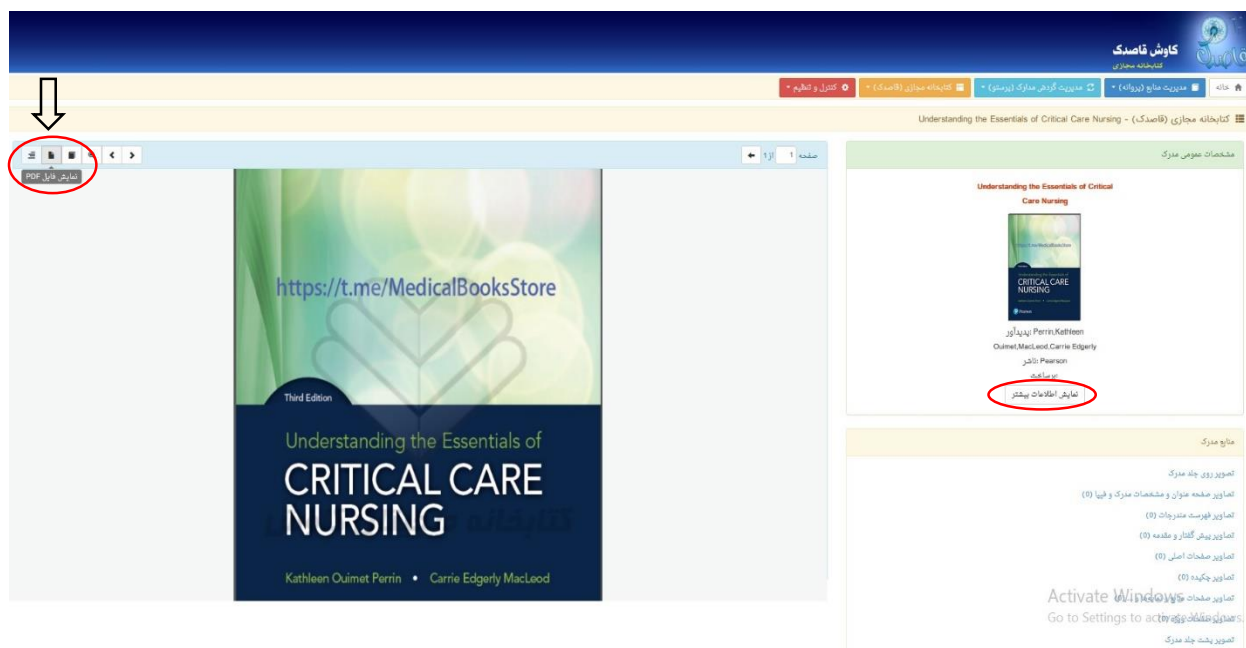 کاوش قاصدک
کتابخانه مجازی
خانه
مدیریت منابع (پروانه)
مدیریت گردش مدارک (پرستو)
کتابخانه مجازی (قاصدک)
کنترل و تنظیم
کتابخانه مجازی (قاصدک) - Understanding the Essentials of Critical Care Nursing
مشخصات عمومی مدرک
Understanding the Essentials of Critical
Care Nursing
CRITICAL CARE
NURSING
پدیدآور: Perrin,Kathleen
Ouimet,MacLeod,Carrie Edgerly
ناشر: Pearson
نمایش اطلاعات بیشتر
منابع مدرک
تصویر روی جلد مدرک
تصاویر صفحه عنوان و مشخصات مدرک و فیپا (0)
تصاویر فهرست مندرجات (0)
تصاویر پیش گفتار و مقدمه (0)
تصاویر صفحات اصلی (0)
تصاویر چکیده (0)
تصویر پشت جلد مدرک
صفحه 1 از 1
نمایش فایل PDF
https://t.me/MedicalBooksStore
Third Edition
Understanding the Essentials of
CRITICAL CARE
NURSING
Kathleen Ouimet Perrin • Carrie Edgerly MacLeod
Activate Windows
Go to Settings to activate Windows.